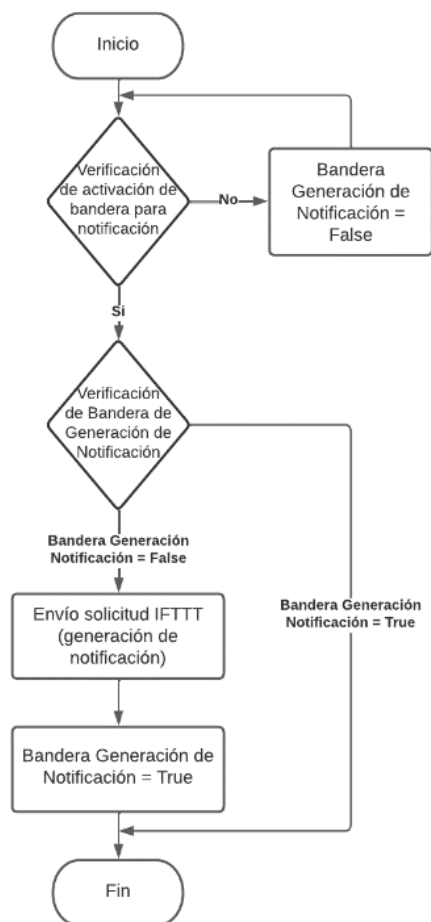 Inicio
Verificación
de activación de
bandera para
notificación
No
Bandera
Generación de
Notificación =
False
Si
Verificación
de Bandera de
Generación de
Notificación
Bandera Generación
Notificación = False
Envío solicitud IFTTT
(generación de
notificación)
Bandera Generación
Notificación = True
Bandera Generación de
Notificación = True
Fin